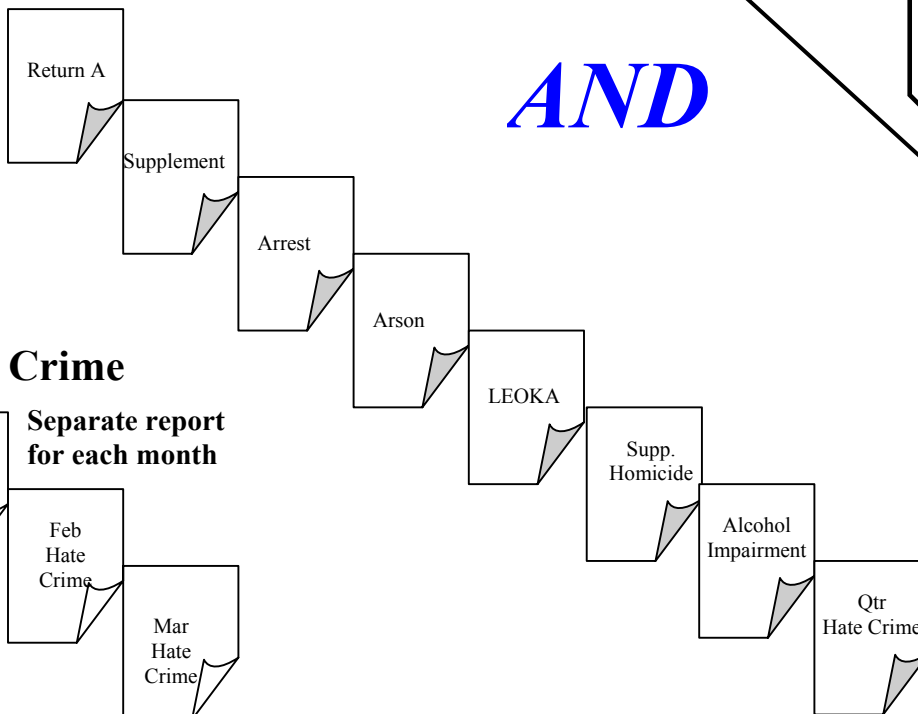 Return A
AND
Supplement
Arrest
Arson
Crime
LEOKA
Separate report
for each month
Supp.
Homicide
Feb
Hate
Crime
Alcohol
Impairment
Qtr
Hate Crime
Mar
Hate
Crime